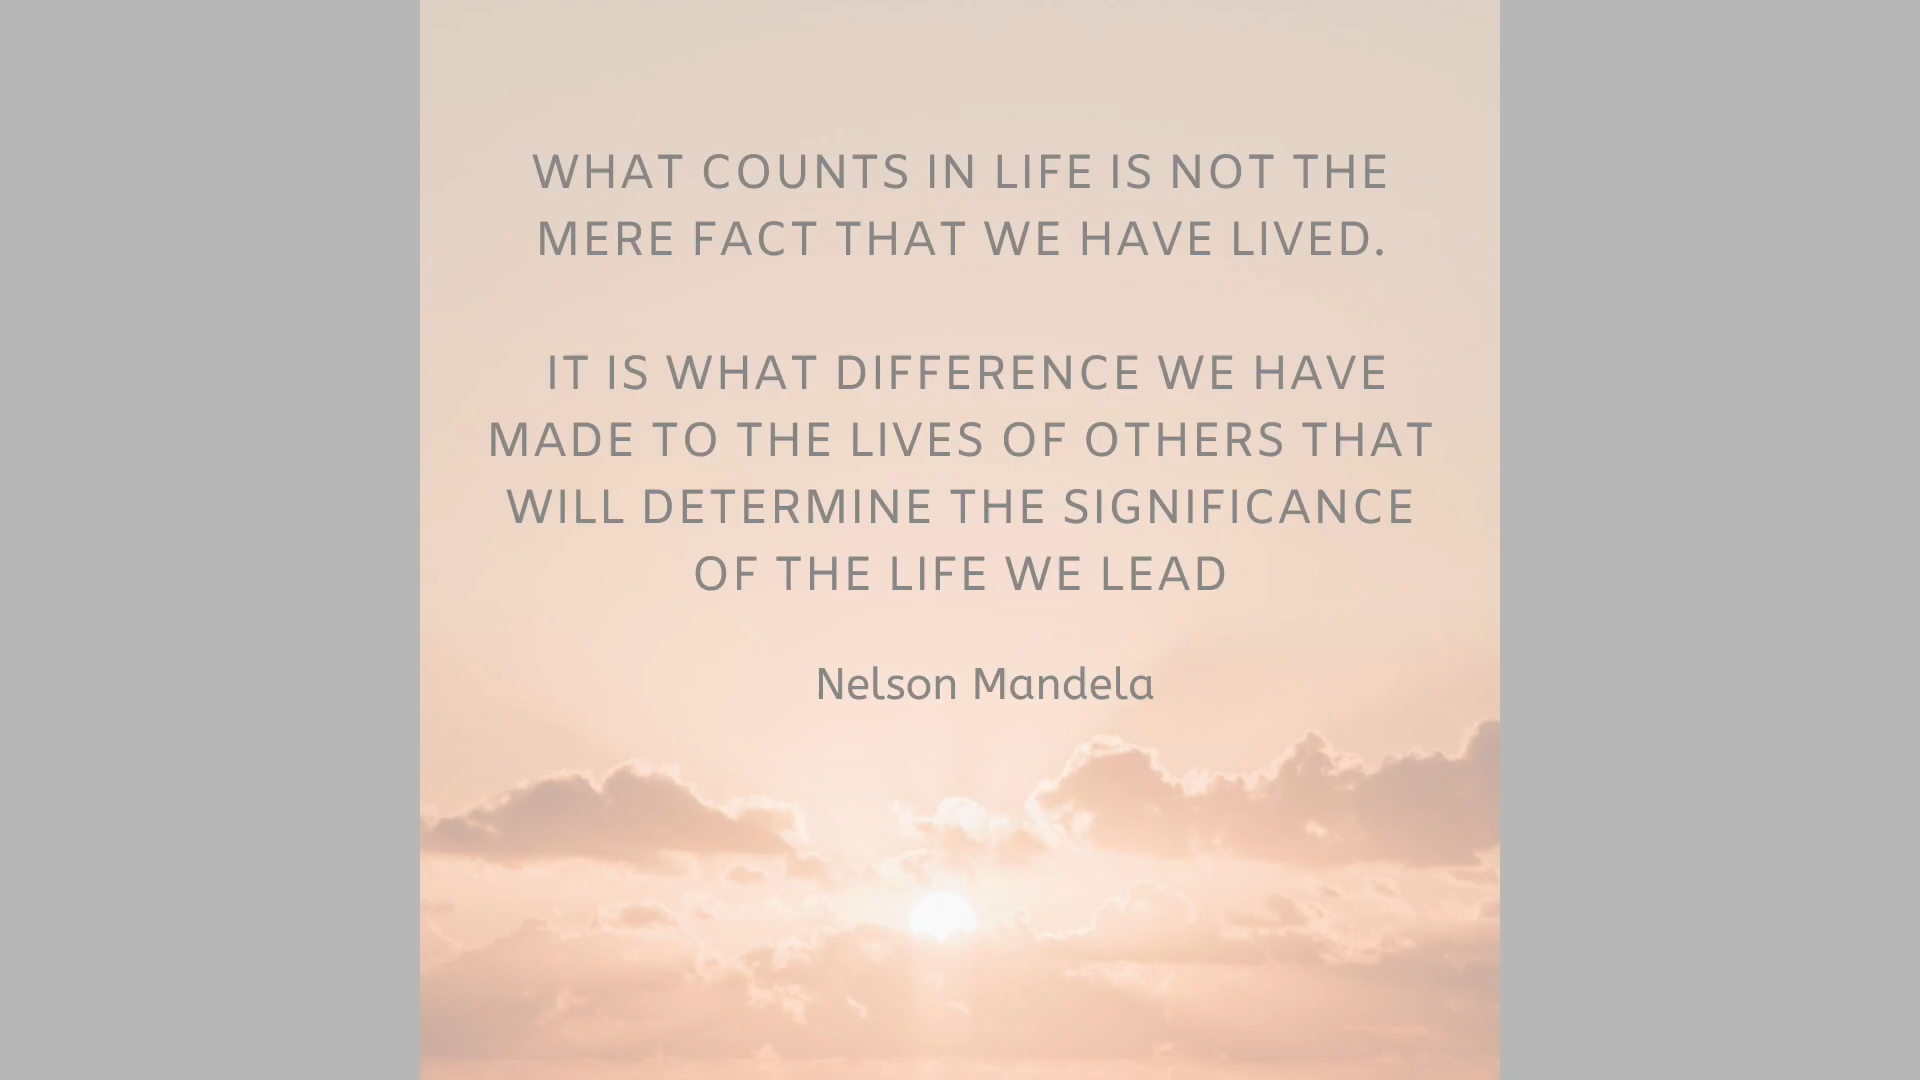 WHAT COUNTS IN LIFE IS NOT THE
MERE FACT THAT WE HAVE LIVED.
IT IS WHAT DIFFERENCE WE HAVE
MADE TO THE LIVES OF OTHERS THAT
WILL DETERMINE THE SIGNIFICANCE
OF THE LIFE WE LEAD
Nelson Mandela